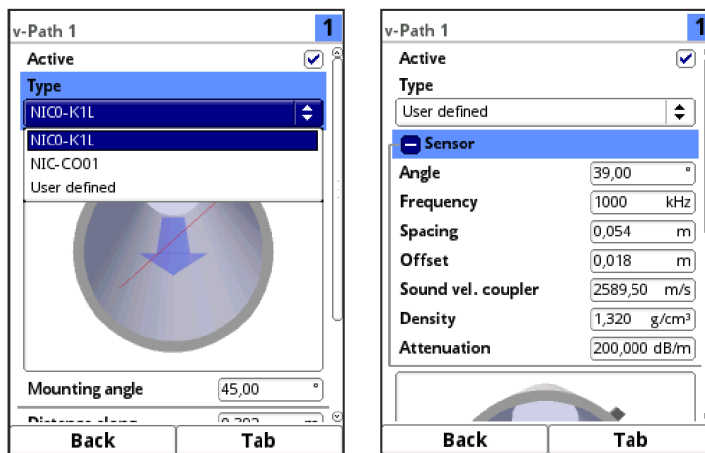 v-Path 1
1
Active
Type
NIC0-K1L
NIC0-K1L
NIC-CO01
User defined
Mounting angle
45,00 °
Back
Tab
v-Path 1
1
Active
Type
User defined
Sensor
Angle
39,00 °
Frequency
1000 kHz
Spacing
0,054 m
Offset
0,018 m
Sound vel. coupler
2589,50 m/s
Density
1,320 g/cm³
Attenuation
200,000 dB/m
Back
Tab